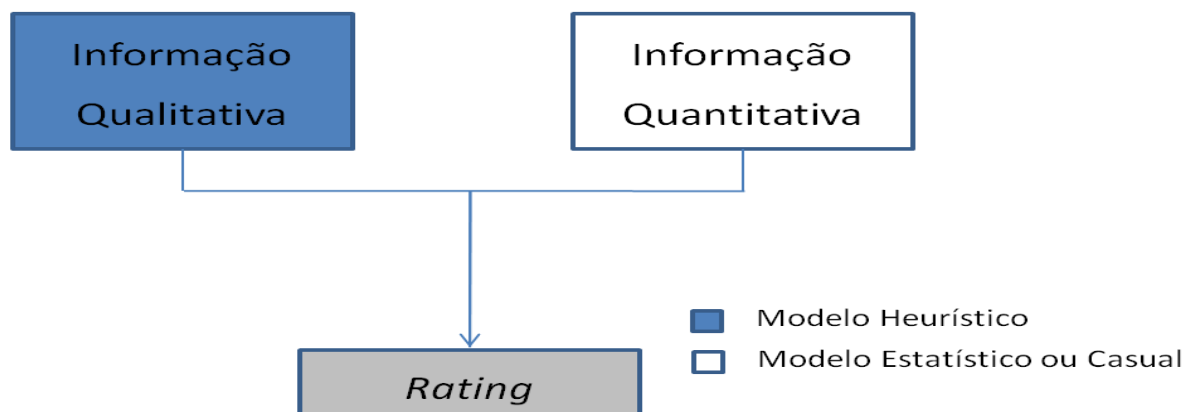 Informação
Qualitativa
Informação
Quantitativa
Modelo Heurístico
Modelo Estatístico ou Casual
Rating